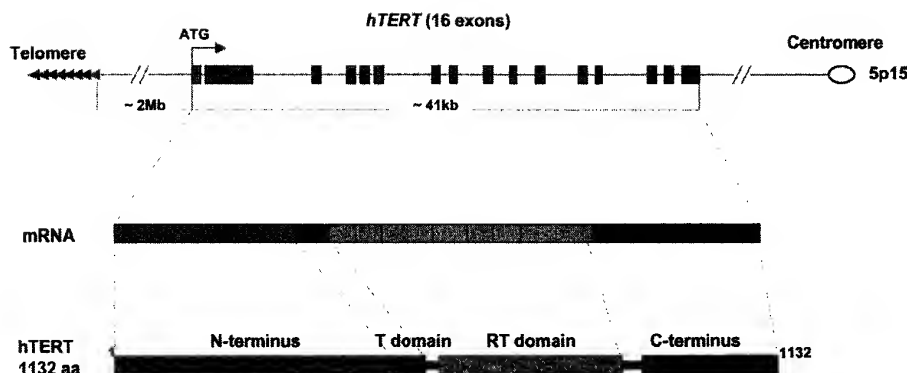 hTERT (16 exons)
ATG
Telomere
Centromere
5p15
~ 2Mb
~ 41kb
mRNA
N-terminus
T domain
RT domain
C-terminus
hTERT
1132 aa
1
1132